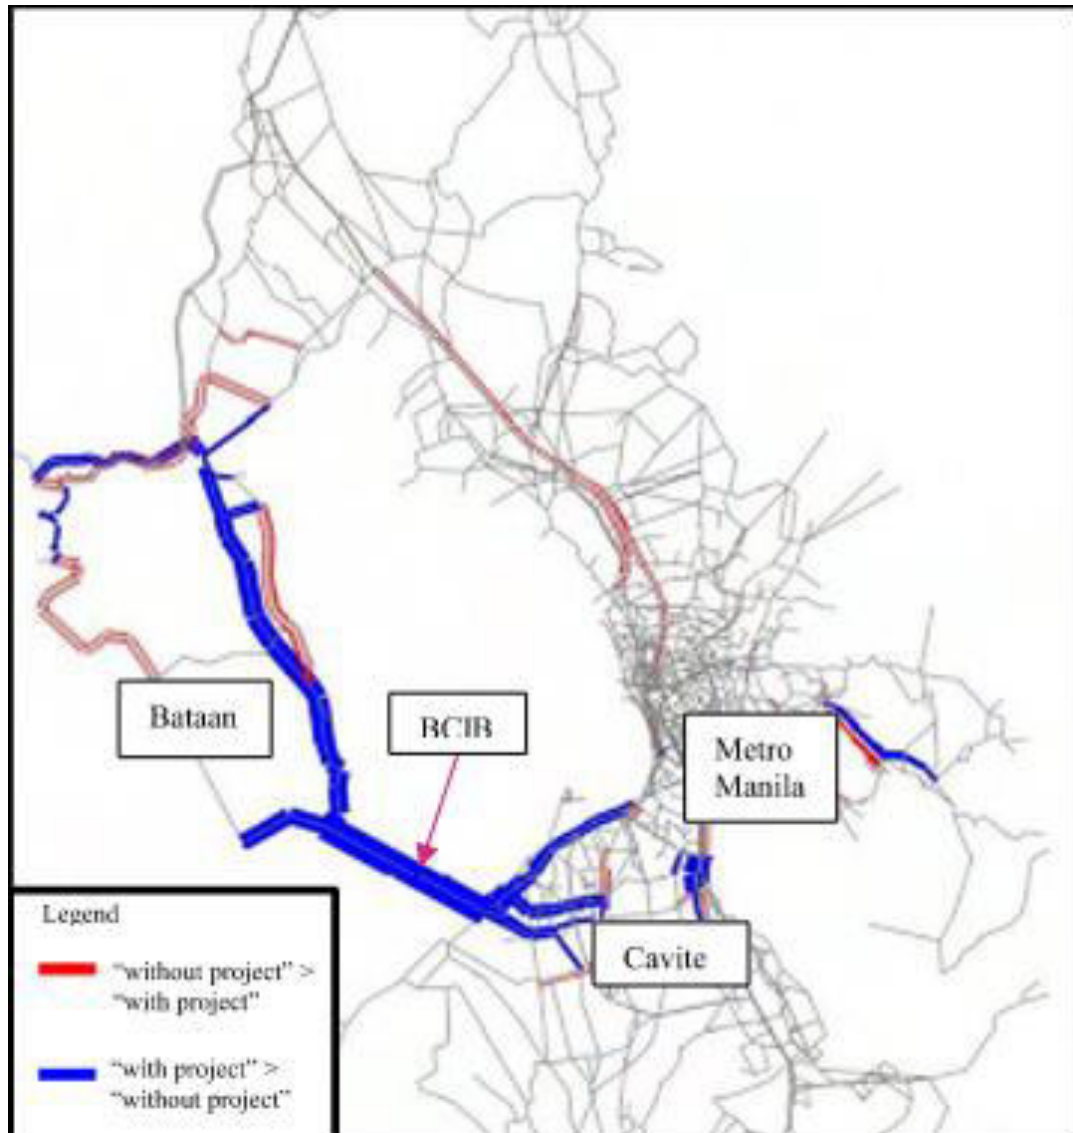 Bataan
BCIB
Metro
Manila
Cavite
Legend
“without project” >
“with project”
“with project” >
“without project”